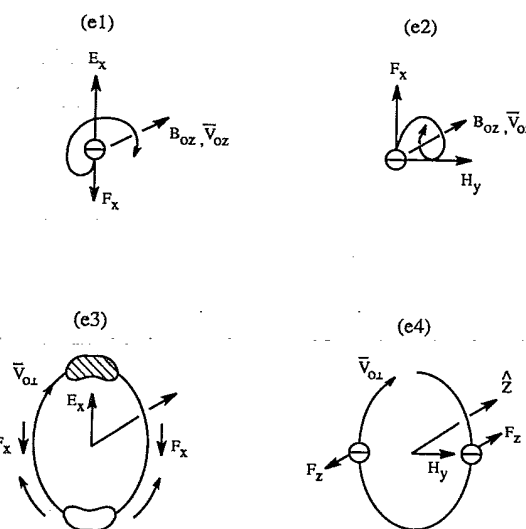 (e1)
(e2)
E_x
F_x
B_oz, V̅_oz
F_x
B_oz, V̅_o
H_y
(e3)
(e4)
V̅_o⊥
E_x
F_x
F_x
V̅_o⊥
ẑ
F_z
F_z
H_y